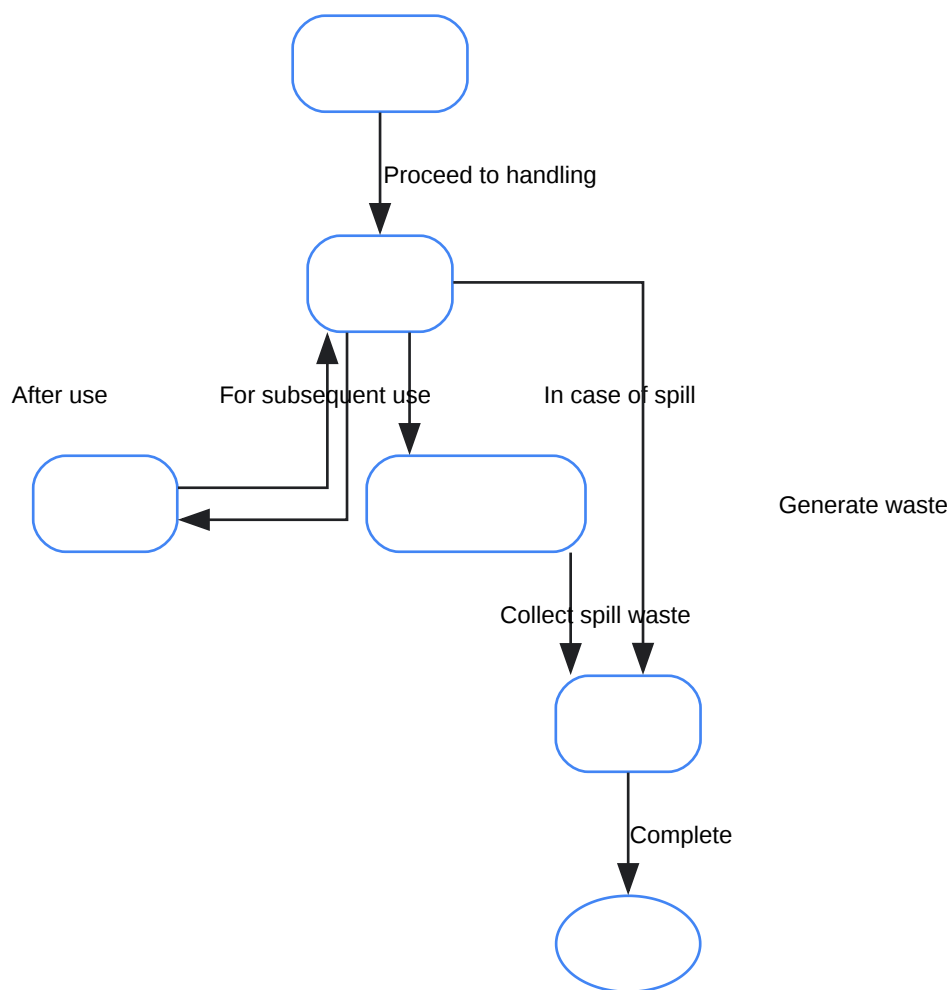 Proceed to handling
After use
For subsequent use
In case of spill
Generate waste
Collect spill waste
Complete